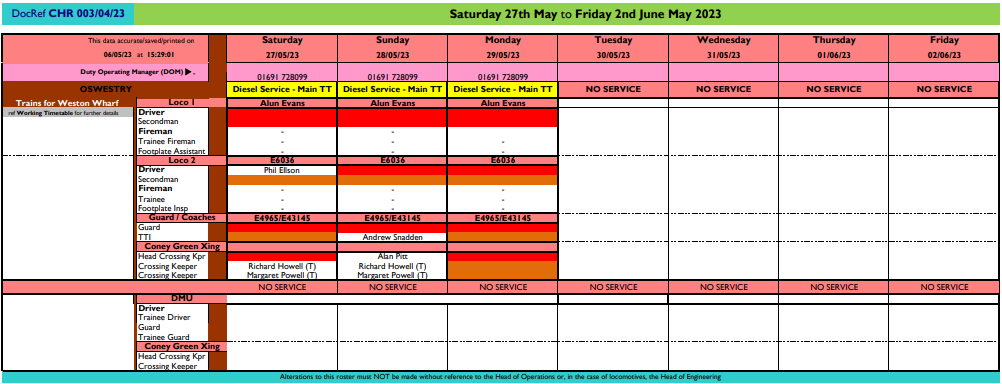 DocRef CHR 003/04/23 Saturday 27th May to Friday 2nd June May 2023
This data accurate/saved/printed on Saturday Sunday Monday Tuesday Wednesday Thursday Friday
06/05/23 at 15:29:01 27/05/23 28/05/23 29/05/23 30/05/23 31/05/23 01/06/23 02/06/23
Duty Operating Manager (DOM) ▶ . 01691 728099 01691 728099 01691 728099
OSWESTRY Diesel Service - Main TT Diesel Service - Main TT Diesel Service - Main TT NO SERVICE NO SERVICE NO SERVICE NO SERVICE
Trains for Weston Wharf Loco 1 Alun Evans Alun Evans Alun Evans
ref Working Timetable for further details Driver
Secondman
Fireman - - -
Trainee Fireman - - -
Footplate Assistant - - -
Loco 2 E6036 E6036 E6036
Driver Phil Ellson
Secondman
Fireman - - -
Trainee - - -
Footplate Insp - - -
Guard / Coaches E4965/E43145 E4965/E43145 E4965/E43145
Guard
TTI Andrew Snadden
Coney Green Xing
Head Crossing Kpr Alan Pitt
Crossing Keeper Richard Howell (T) Richard Howell (T)
Crossing Keeper Margaret Powell (T) Margaret Powell (T)
NO SERVICE NO SERVICE NO SERVICE NO SERVICE NO SERVICE NO SERVICE NO SERVICE
DMU
Driver
Trainee Driver
Guard
Trainee Guard
Coney Green Xing
Head Crossing Kpr
Crossing Keeper
Alterations to this roster must NOT be made without reference to the Head of Operations or, in the case of locomotives, the Head of Engineering